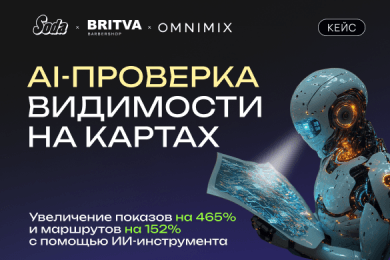 Soda × BRITVA BARBERSHOP × OMNIMIX
КЕЙС
AI-ПРОВЕРКА
ВИДИМОСТИ
НА КАРТАХ
Увеличение показов на 465%
и маршрутов на 152%
с помощью ИИ-инструмента